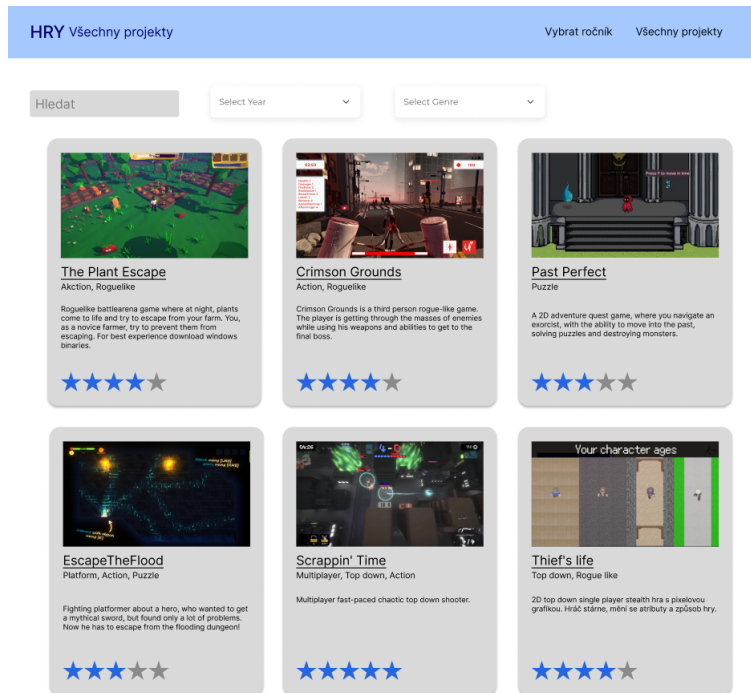 HRY Všechny projekty
Vybrat ročník
Všechny projekty
Hledat
Select Year
Select Genre
The Plant Escape
Akction, Roguelike
Roguelike battlearena game where at night, plants
come to life and try to escape from your farm. You,
as a novice farmer, try to prevent them from
escaping. For best experience download windows
binaries.
Crimson Grounds
Action, Roguelike
Crimson Grounds is a third person rogue-like game.
The player is getting through the masses of enemies
while using his weapons and abilities to get to the
final boss.
Past Perfect
Puzzle
A 2D adventure quest game, where you navigate an
exorcist, with the ability to move into the past,
solving puzzles and destroying monsters.
EscapeTheFlood
Platform, Action, Puzzle
Fighting platformer about a hero, who wanted to get
a mythical sword, but found only a lot of problems.
Now he has to escape from the flooding dungeon!
Scrappin' Time
Multiplayer, Top down, Action
Multiplayer fast-paced chaotic top down shooter.
Your character ages
Thief's life
Top down, Rogue like
2D top down single player stealth hra s pixelovou
grafikou. Hráč stárne, mění se atributy a způsob hry.